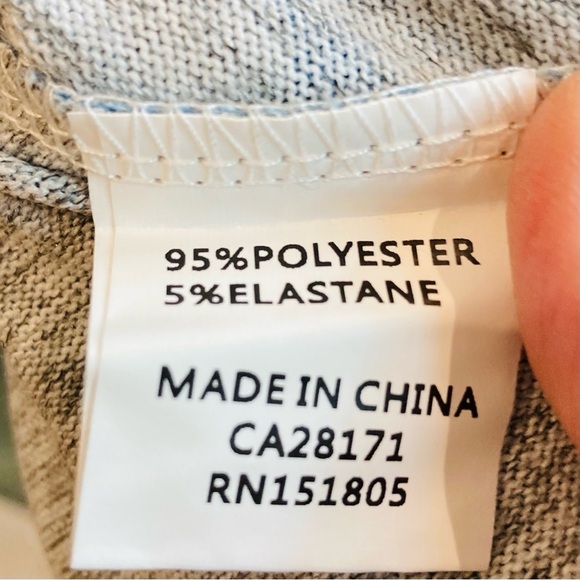 95%POLYESTER
5%ELASTANE
MADE IN CHINA
CA28171
RN151805